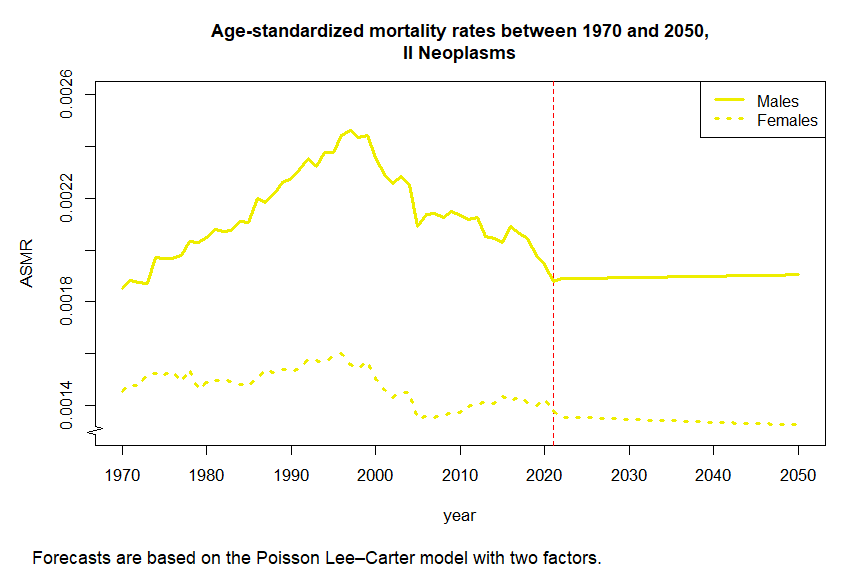 Age-standardized mortality rates between 1970 and 2050,
II Neoplasms
0.0026
0.0022
0.0018
0.0014
ASMR
Males
Females
1970 1980 1990 2000 2010 2020 2030 2040 2050
year
Forecasts are based on the Poisson Lee–Carter model with two factors.